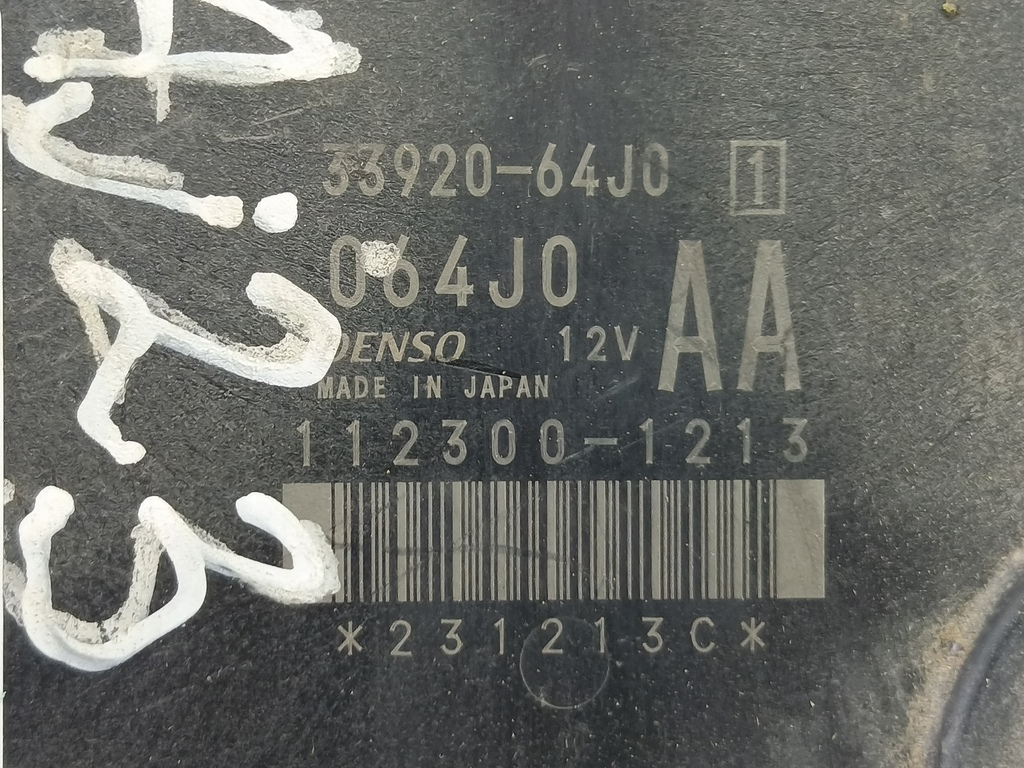 33920-64J0 1
064J0 AA
DENSO 12V
MADE IN JAPAN
112300-1213
*231213C*